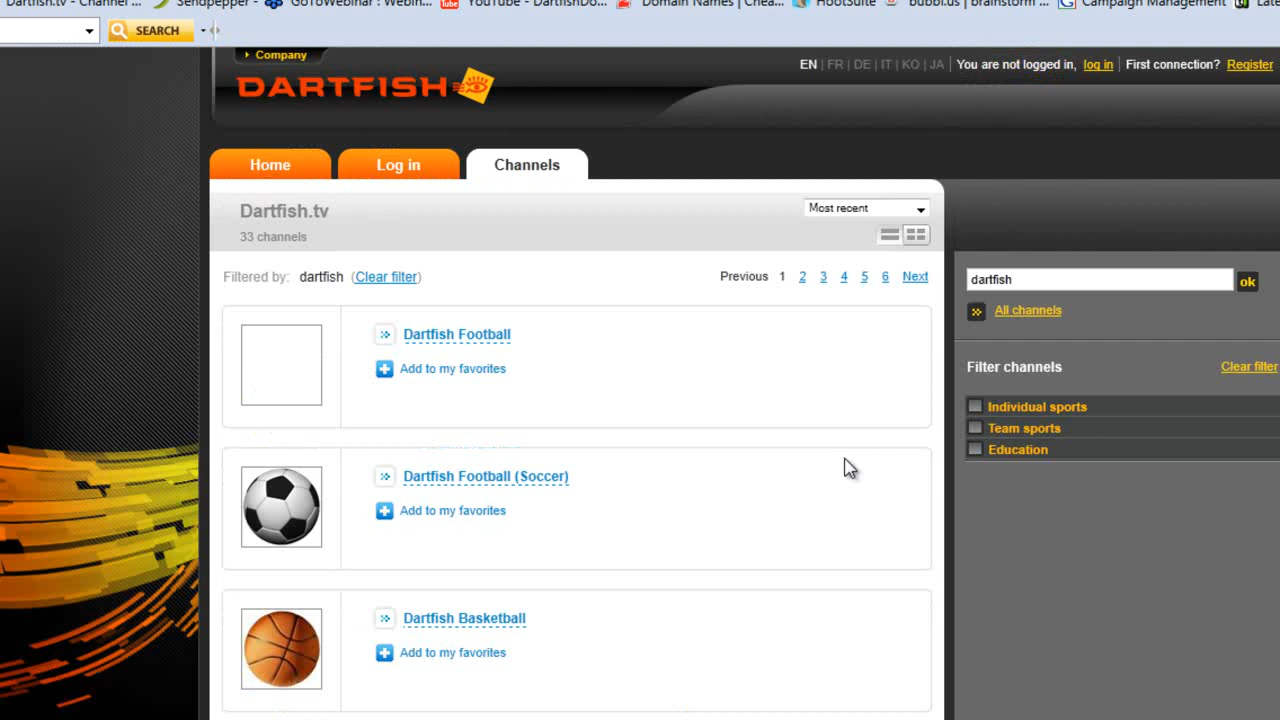 Dartfish.tv - Channel ... Sendpepper - GoToWebinar : Webin... YouTube - DartfishDo... Domain Names | Chea... HootSuite bubbl.us | brainstorm ... Campaign Management Late
SEARCH
Company
DARTFISH
EN | FR | DE | IT | KO | JA | You are not logged in, log in | First connection? Register
Home Log in Channels
Dartfish.tv
Most recent
33 channels
Filtered by: dartfish (Clear filter)
Previous 1 2 3 4 5 6 Next
Dartfish Football
Add to my favorites
Dartfish Football (Soccer)
Add to my favorites
Dartfish Basketball
Add to my favorites
dartfish ok
All channels
Filter channels Clear filter
Individual sports
Team sports
Education